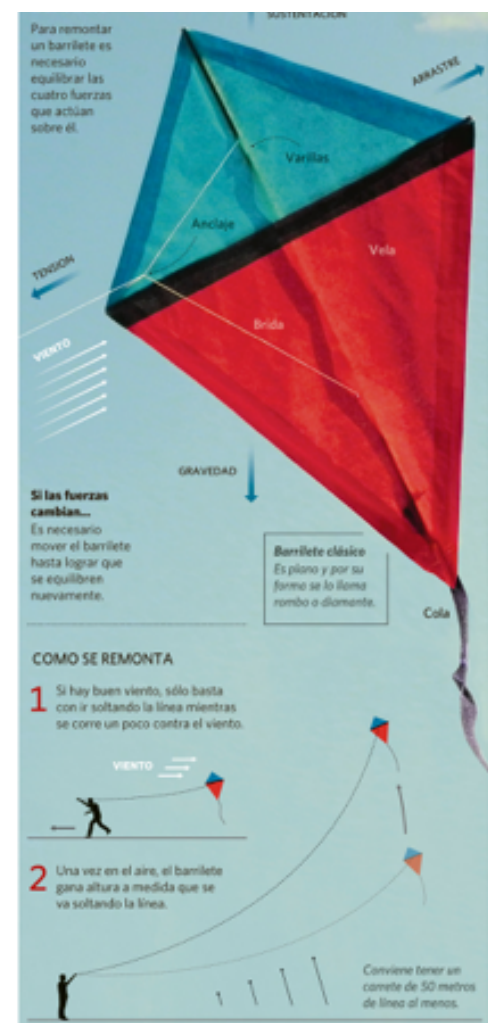 SUSTENTACIÓN
Para remontar
un barrilete es
necesario
equilibrar las
cuatro fuerzas
que actúan
sobre él.
ARRASTRE
Varillas
Anclaje
Vela
TENSION
Brida
VIENTO
GRAVEDAD
Si las fuerzas
cambian...
Es necesario
mover el barrilete
hasta lograr que
se equilibren
nuevamente.
Barrilete clásico
Es plano y por su
forma se lo llama
rombo o diamante.
Cola
COMO SE REMONTA
1 Si hay buen viento, sólo basta
con ir soltando la línea mientras
se corre un poco contra el viento.
VIENTO
2 Una vez en el aire, el barrilete
gana altura a medida que se
va soltando la línea.
Conviene tener un
carrete de 50 metros
de línea al menos.